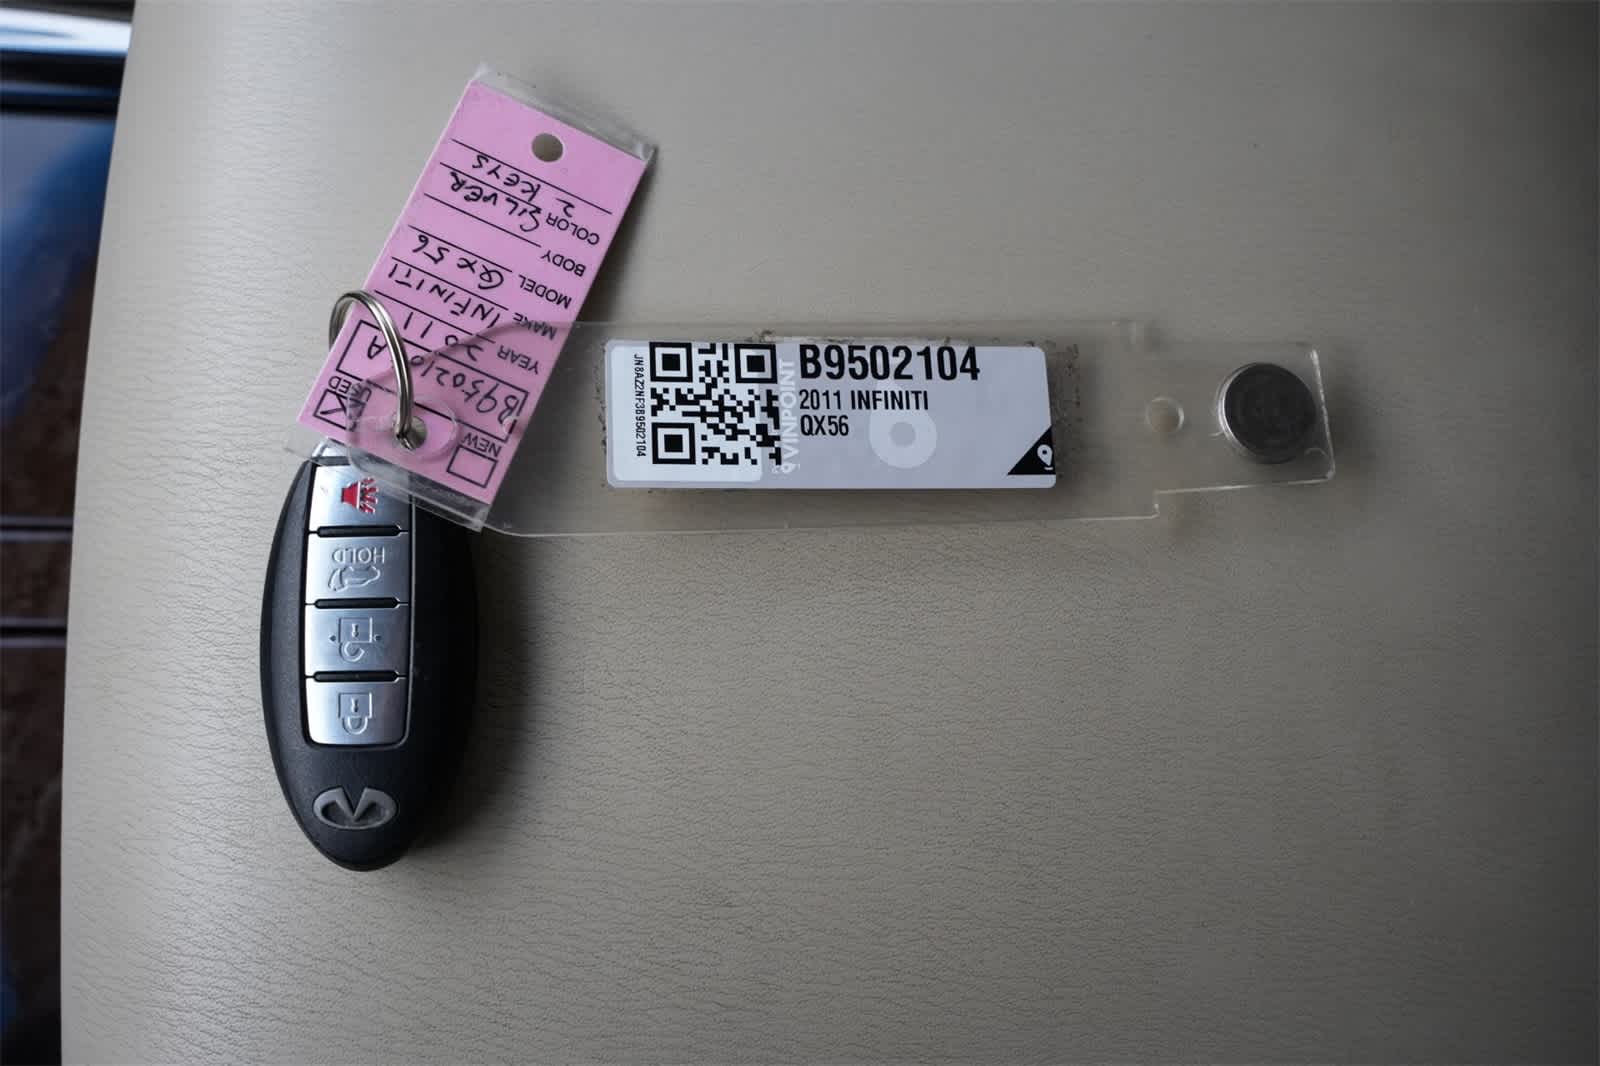 B9502104
2011 INFINITI
QX56
JN8AZ2NF3B9502104
VINPOINT
NEW
USED
B9502104A
YEAR 2011
MAKE INFINITI
MODEL QX56
BODY
COLOR SILVER
2 KEYS
HOLD